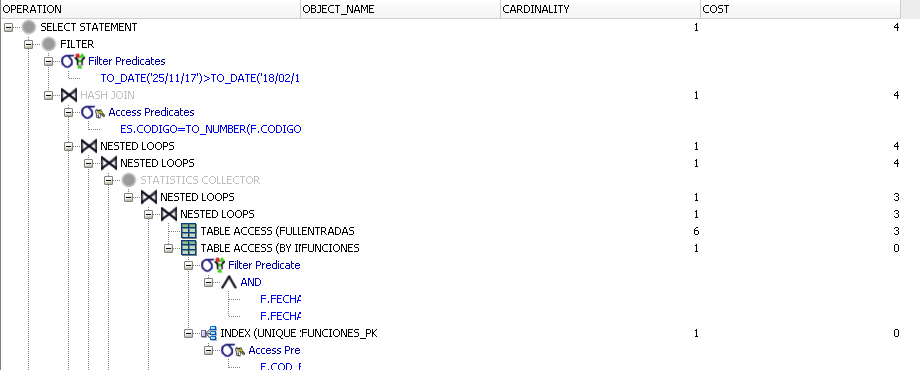 OPERATION OBJECT_NAME CARDINALITY COST
SELECT STATEMENT 1 4
FILTER
Filter Predicates
TO_DATE('25/11/17')>TO_DATE('18/02/1
HASH JOIN 1 4
Access Predicates
ES.CODIGO=TO_NUMBER(F.CODIGO
NESTED LOOPS 1 4
NESTED LOOPS 1 4
STATISTICS COLLECTOR
NESTED LOOPS 1 3
NESTED LOOPS 1 3
TABLE ACCESS (FULL ENTRADAS 6 3
TABLE ACCESS (BY II FUNCIONES 1 0
Filter Predicate
AND
F.FECHA
F.FECHA
INDEX (UNIQUE FUNCIONES_PK 1 0
Access Pre
F.COD_